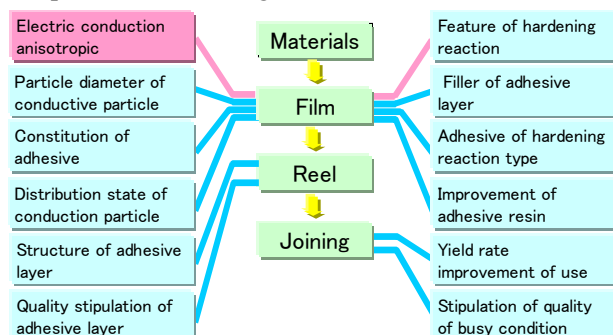 Electric conduction
anisotropic
Particle diameter of
conductive particle
Constitution of
adhesive
Distribution state of
conduction particle
Structure of adhesive
layer
Quality stipulation of
adhesive layer
Materials
Film
Reel
Joining
Feature of hardening
reaction
Filler of adhesive
layer
Adhesive of hardening
reaction type
Improvement of
adhesive resin
Yield rate
improvement of use
Stipulation of quality
of busy condition